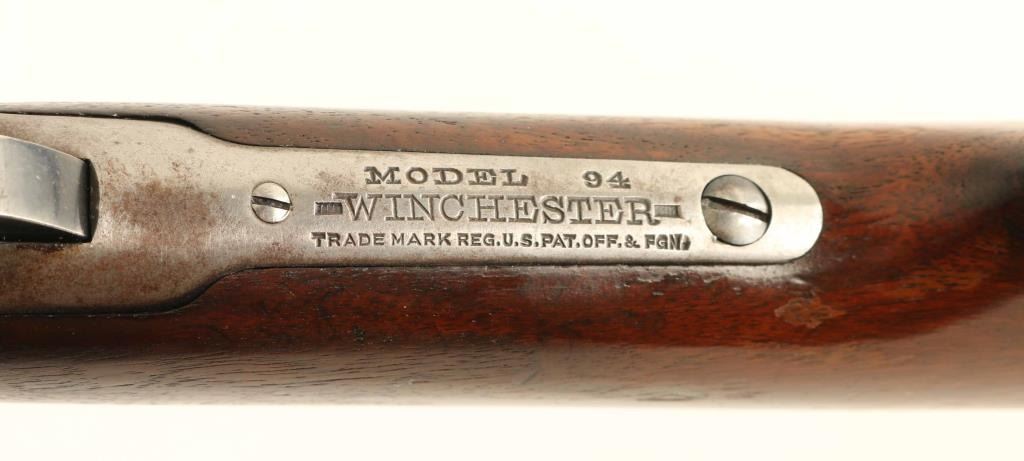 MODEL 94
-WINCHESTER-
TRADE MARK REG. U.S. PAT. OFF. & FGN.